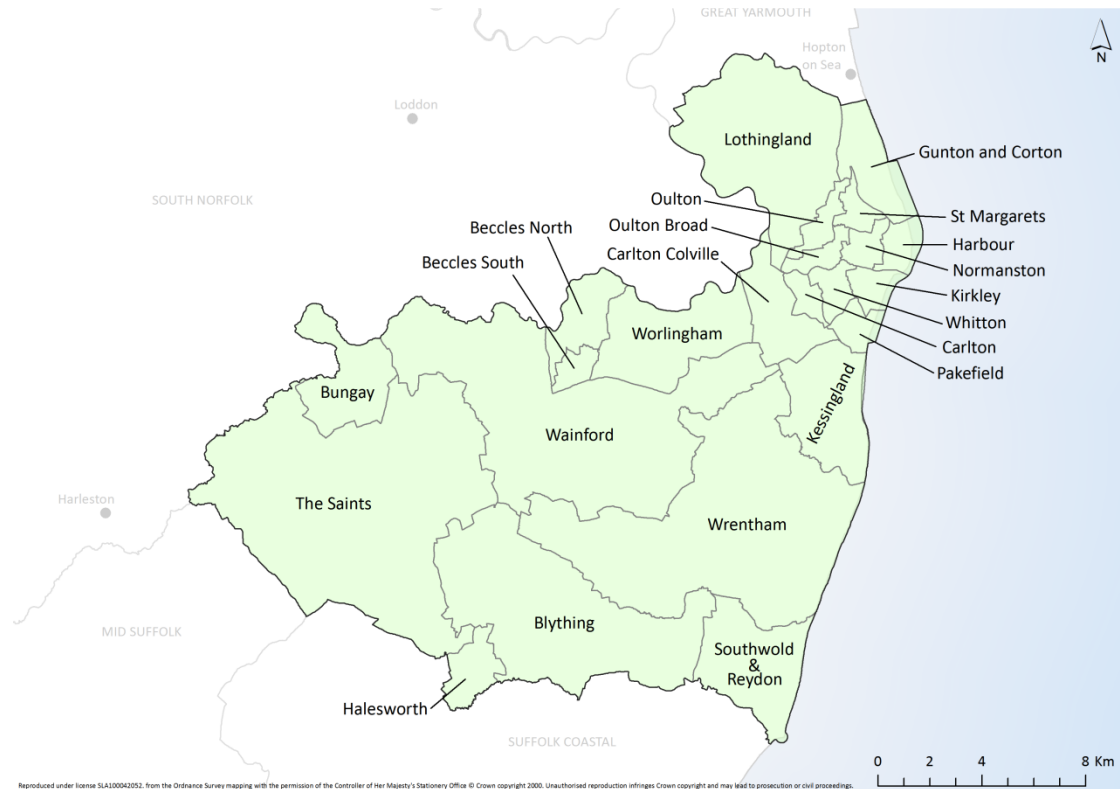 GREAT YARMOUTH
Hopton
on Sea
N
Loddon
Lothingland
Gunton and Corton
SOUTH NORFOLK
Oulton
St Margarets
Beccles North
Oulton Broad
Harbour
Beccles South
Carlton Colville
Normanston
Kirkley
Worlingham
Whitton
Carlton
Pakefield
Bungay
Kessingland
Wainford
Harleston
The Saints
Wrentham
MID SUFFOLK
Blything
Southwold
&
Reydon
Halesworth
SUFFOLK COASTAL
0 2 4 8 Km
Reproduced under license SLA100042052. from the Ordnance Survey mapping with the permission of the Controller of Her Majesty's Stationery Office © Crown copyright 2000. Unauthorised reproduction infringes Crown copyright and may lead to prosecution or civil proceedings.